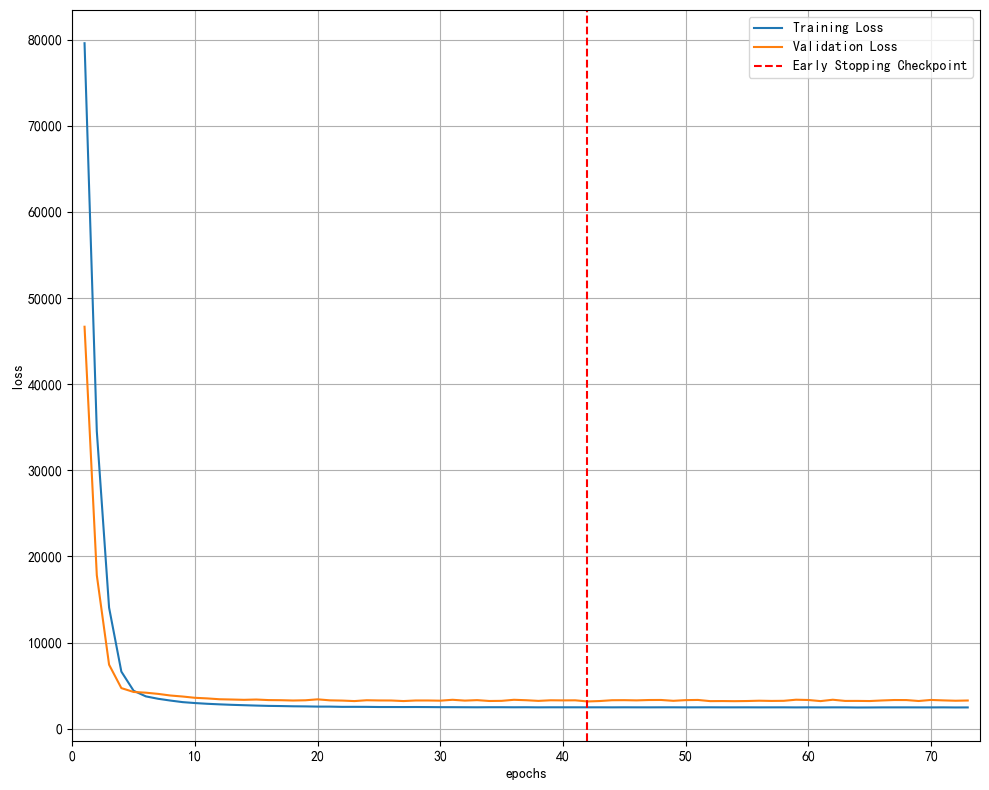 Training Loss
Validation Loss
Early Stopping Checkpoint
80000
70000
60000
50000
40000
30000
20000
10000
0
loss
0 10 20 30 40 50 60 70
epochs